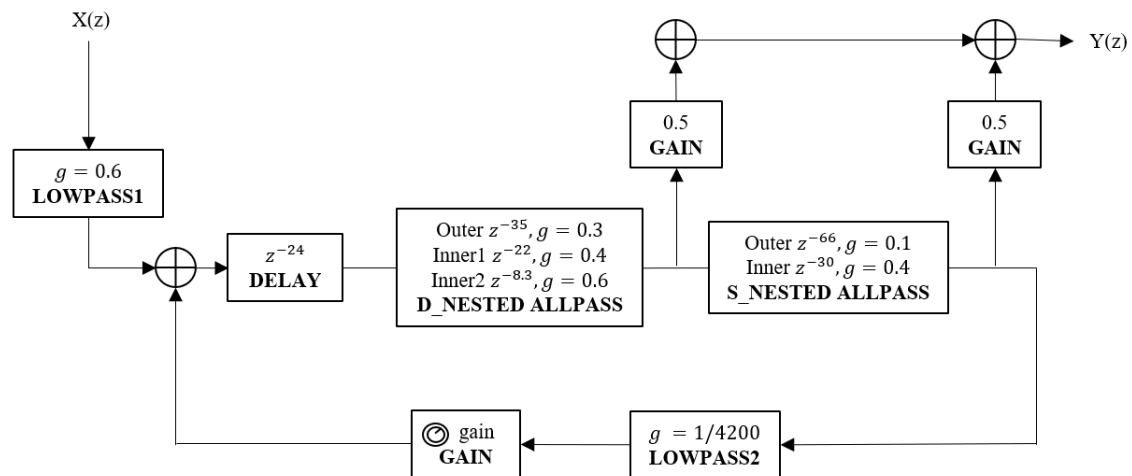 X(z)
Y(z)
0.5
GAIN
0.5
GAIN
g = 0.6
LOWPASS1
z⁻²⁴
DELAY
Outer z⁻³⁵, g = 0.3
Inner1 z⁻²², g = 0.4
Inner2 z⁻⁸·³, g = 0.6
D_NESTED ALLPASS
Outer z⁻⁶⁶, g = 0.1
Inner z⁻³⁰, g = 0.4
S_NESTED ALLPASS
gain
GAIN
g = 1/4200
LOWPASS2